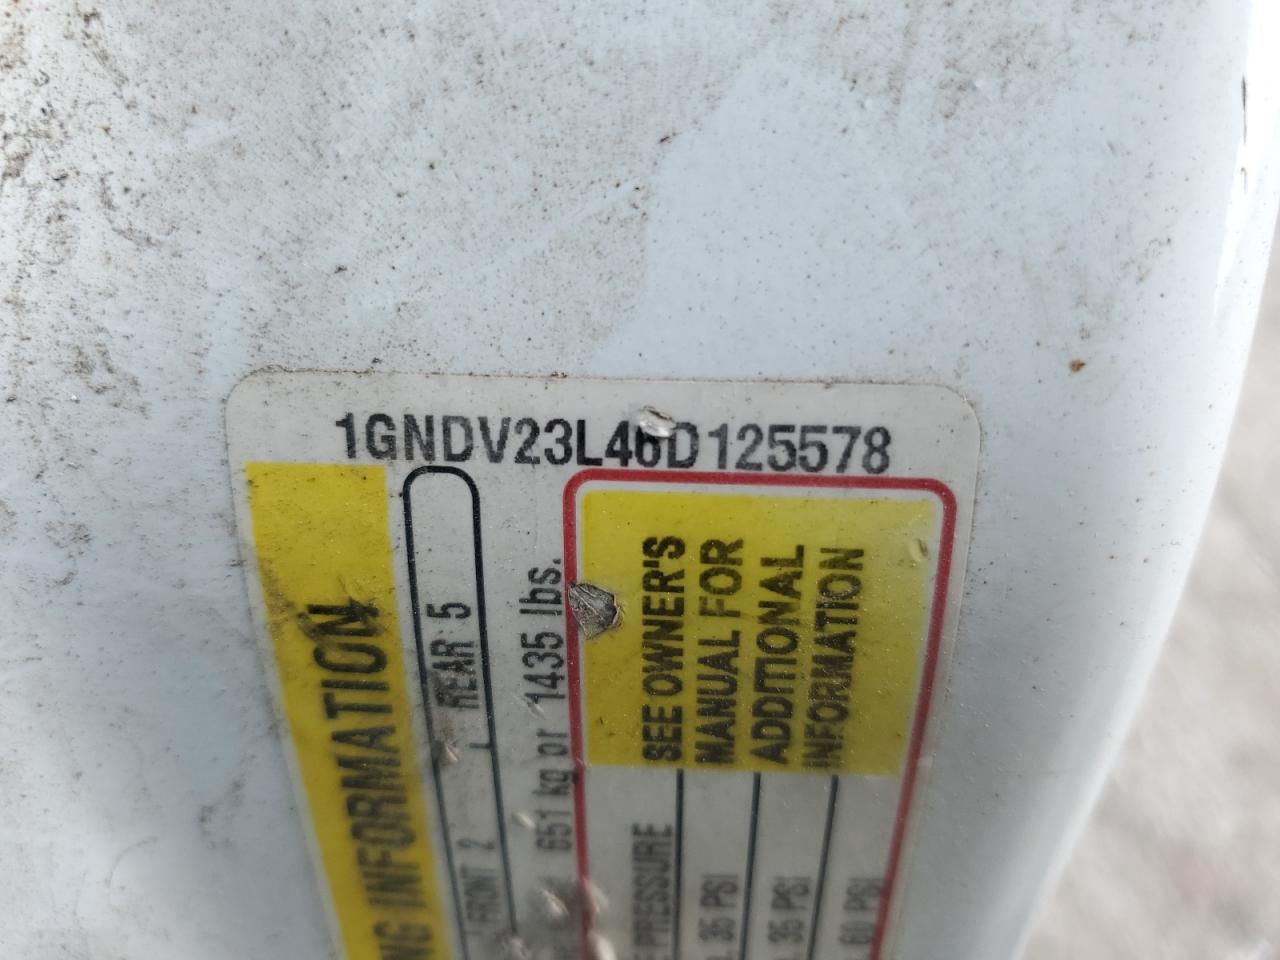 1GNDV23L46D125578
NG INFORMATION
FRONT 2 REAR 5
651 kg or 1435 lbs.
SEE OWNER'S
MANUAL FOR
ADDITIONAL
INFORMATION
E PRESSURE
35 PSI
35 PSI
60 PSI